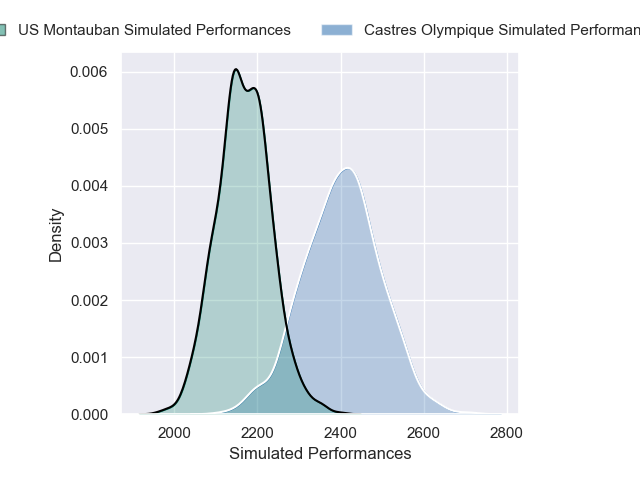 US Montauban Simulated Performances
Castres Olympique Simulated Performan
0.006
0.005
0.004
0.003
0.002
0.001
0.000
Density
2000 2200 2400 2600 2800
Simulated Performances